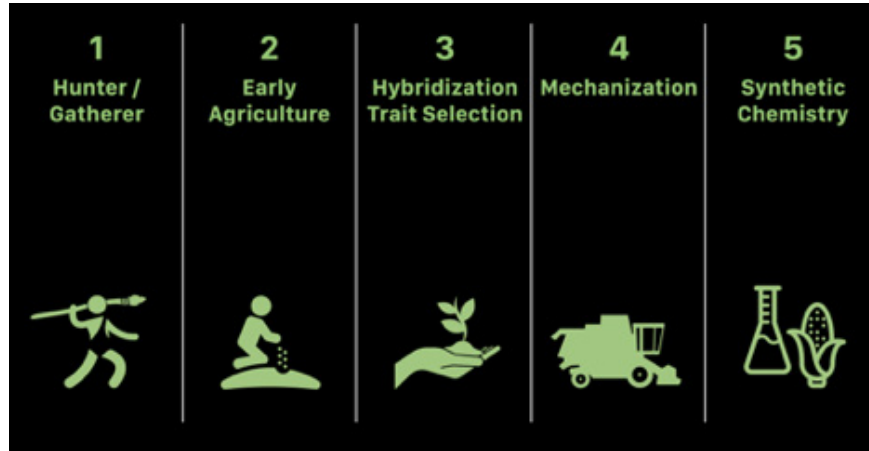 1
Hunter /
Gatherer
2
Early
Agriculture
3
Hybridization
Trait Selection
4
Mechanization
5
Synthetic
Chemistry